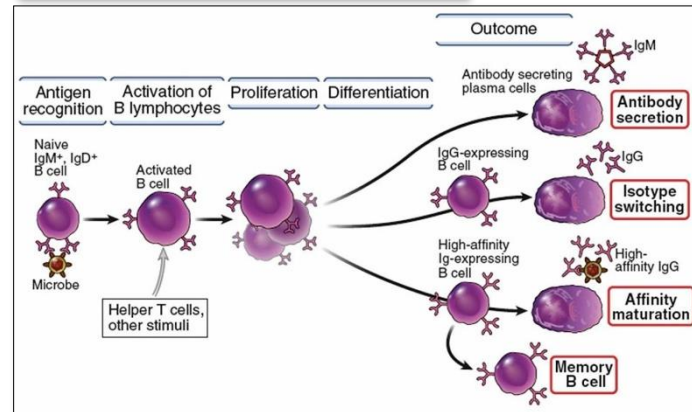 Outcome
Antigen
recognition
Activation of
B lymphocytes
Proliferation
Differentiation
Naive
IgM+, IgD+
B cell
Activated
B cell
Microbe
Helper T cells,
other stimuli
Antibody secreting
plasma cells
IgM
Antibody
secretion
IgG-expressing
B cell
IgG
Isotype
switching
High-affinity
Ig-expressing
B cell
High-
affinity IgG
Affinity
maturation
Memory
B cell